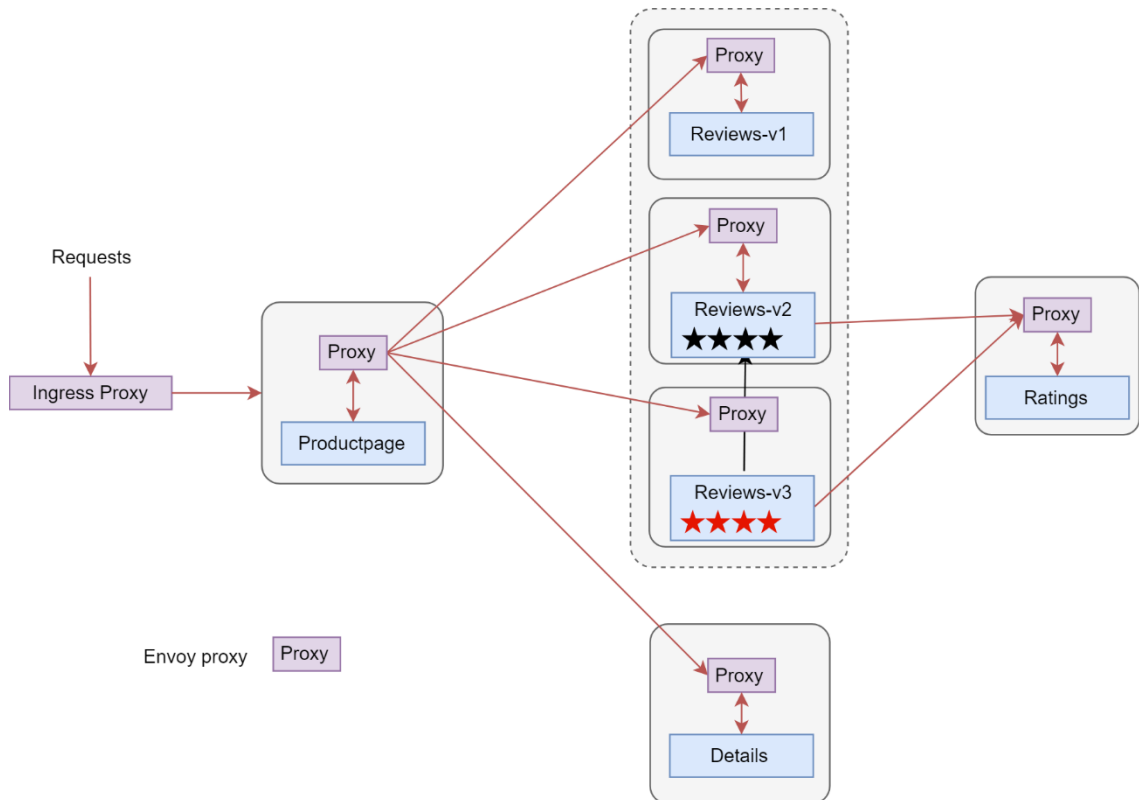 Proxy
Reviews-v1
Proxy
Reviews-v2
Requests
Proxy
Ratings
Ingress Proxy
Proxy
Productpage
Proxy
Reviews-v3
Envoy proxy
Proxy
Proxy
Details